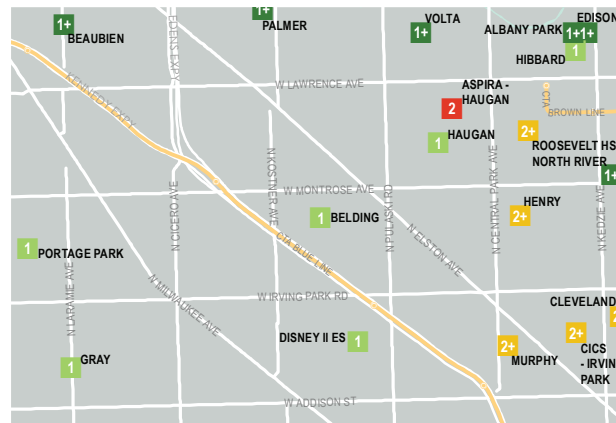 1+
BEAUBIEN
1+
PALMER
VOLTA
1+
EDISON
ALBANY PARK
1+1+
HIBBARD
1
EDENS EXPY
KENNEDY EXPY
W LAWRENCE AVE
ASPIRA -
HAUGAN
2
CTA
BROWN LINE
1
HAUGAN
2+
ROOSEVELT HS
NORTH RIVER
1+
N KOSTNER AVE
W MONTROSE AVE
N CICERO AVE
N PULASKI RD
N CENTRAL PARK AVE
N KEDZIE AVE
HENRY
2+
1
BELDING
N ELSTON AVE
CTA BLUE LINE
1
PORTAGE PARK
N LARAMIE AVE
N MILWAUKEE AVE
W IRVING PARK RD
CLEVELAND
DISNEY II ES
1
2+
MURPHY
2+
CICS
- IRVIN
PARK
1
GRAY
W ADDISON ST